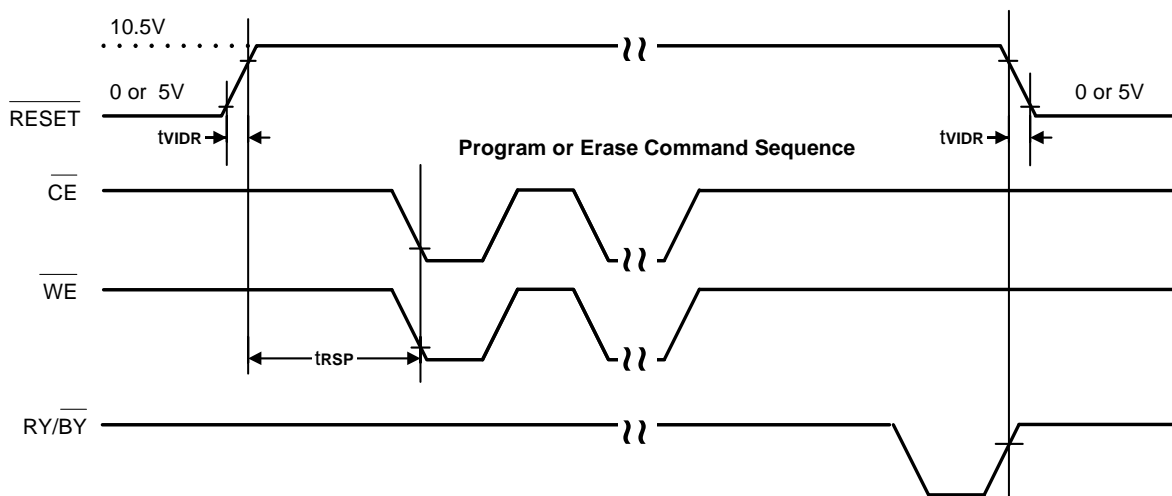 10.5V
0 or 5V
0 or 5V
RESET
tVIDR
tVIDR
Program or Erase Command Sequence
CE
WE
tRSP
RY/BY